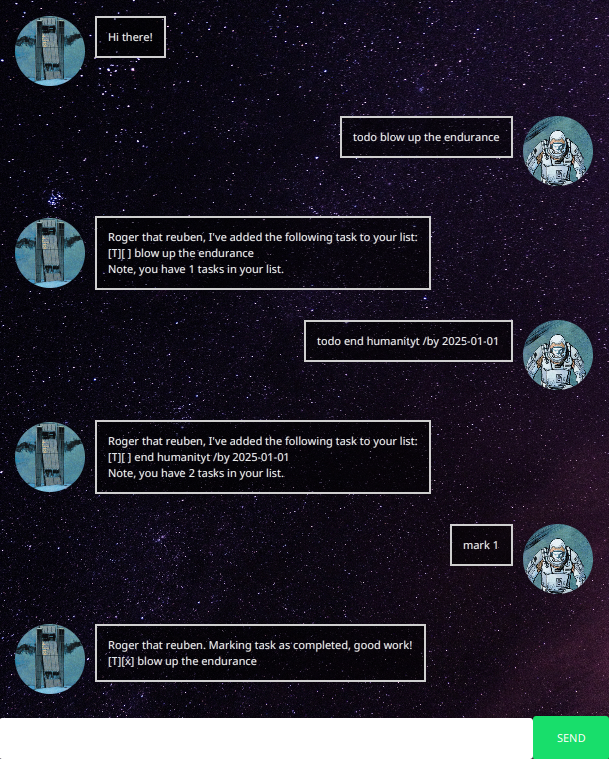 Hi there!
todo blow up the endurance
Roger that reuben, I've added the following task to your list:
[T][ ] blow up the endurance
Note, you have 1 tasks in your list.
todo end humanityt /by 2025-01-01
Roger that reuben, I've added the following task to your list:
[T][ ] end humanityt /by 2025-01-01
Note, you have 2 tasks in your list.
mark 1
Roger that reuben. Marking task as completed, good work!
[T][x] blow up the endurance
SEND